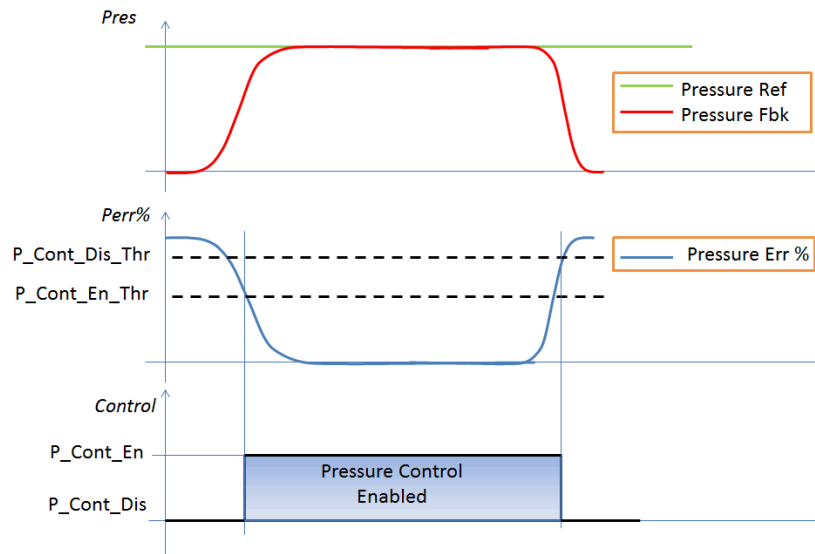 Pres
Pressure Ref
Pressure Fbk
Perr%
P_Cont_Dis_Thr
Pressure Err %
P_Cont_En_Thr
Control
P_Cont_En
Pressure Control
Enabled
P_Cont_Dis